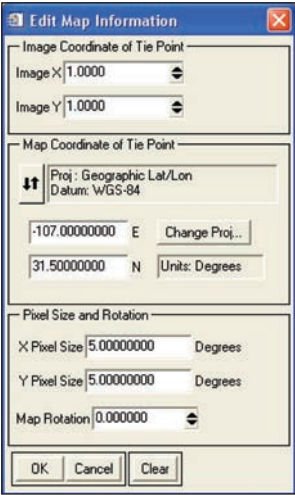 Edit Map Information
Image Coordinate of Tie Point
Image X 1.0000
Image Y 1.0000
Map Coordinate of Tie Point
Proj : Geographic Lat/Lon
Datum: WGS-84
-107.00000000 E Change Proj...
31.50000000 N Units: Degrees
Pixel Size and Rotation
X Pixel Size 5.00000000 Degrees
Y Pixel Size 5.00000000 Degrees
Map Rotation 0.000000
OK Cancel Clear